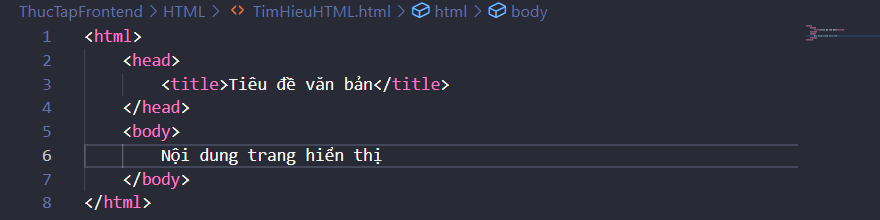 ThucTapFrontend > HTML > <> TimHieuHTML.html > html > body
1 <html>
2 <head>
3 <title>Tiêu đề văn bản</title>
4 </head>
5 <body>
6 Nội dung trang hiển thị
7 </body>
8 </html>